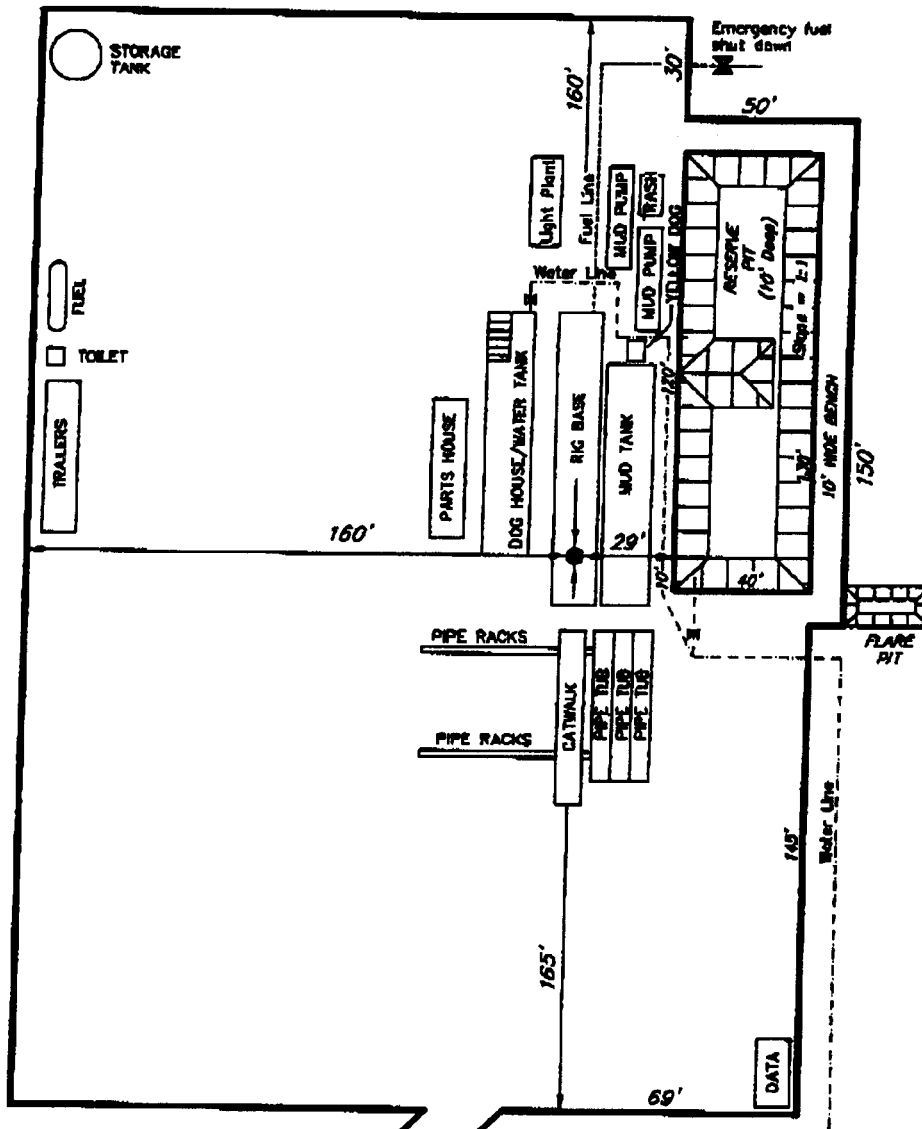 STORAGE
TANK
160'
30'
Emergency fuel
shut down
50'
Light Plant
Fuel Line
MUD PUMP
TRASH
MUD PUMP
YELLOW DOG
RESERVE
PIT
(10' Deep)
Slope = 1:1
Water Line
FUEL
TOILET
TRAILERS
PARTS HOUSE
DOG HOUSE/WATER TANK
RIG BASE
MUD TANK
120'
130'
10' WIDE BENCH
150'
160'
29'
10'
40'
FLARE
PIT
PIPE RACKS
PIPE RACKS
CATWALK
PIPE TUB
PIPE TUB
PIPE TUB
Water Line
145'
165'
69'
DATA